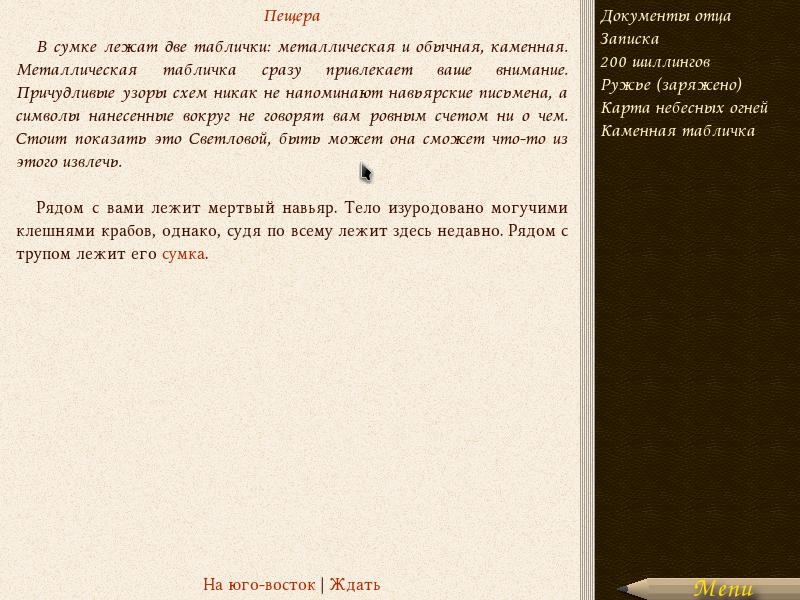 Пещера
В сумке лежат две таблички: металлическая и обычная, каменная.
Металлическая табличка сразу привлекает ваше внимание.
Причудливые узоры схем никак не напоминают навьярские письмена, а
символы нанесенные вокруг не говорят вам ровным счетом ни о чем.
Стоит показать это Светловой, быть может она сможет что-то из
этого извлечь.
Рядом с вами лежит мертвый навьяр. Тело изуродовано могучими
клешнями крабов, однако, судя по всему лежит здесь недавно. Рядом с
трупом лежит его сумка.
На юго-восток | Ждать
Документы отца
Записка
200 шиллингов
Ружье (заряжено)
Карта небесных огней
Каменная табличка
Menu